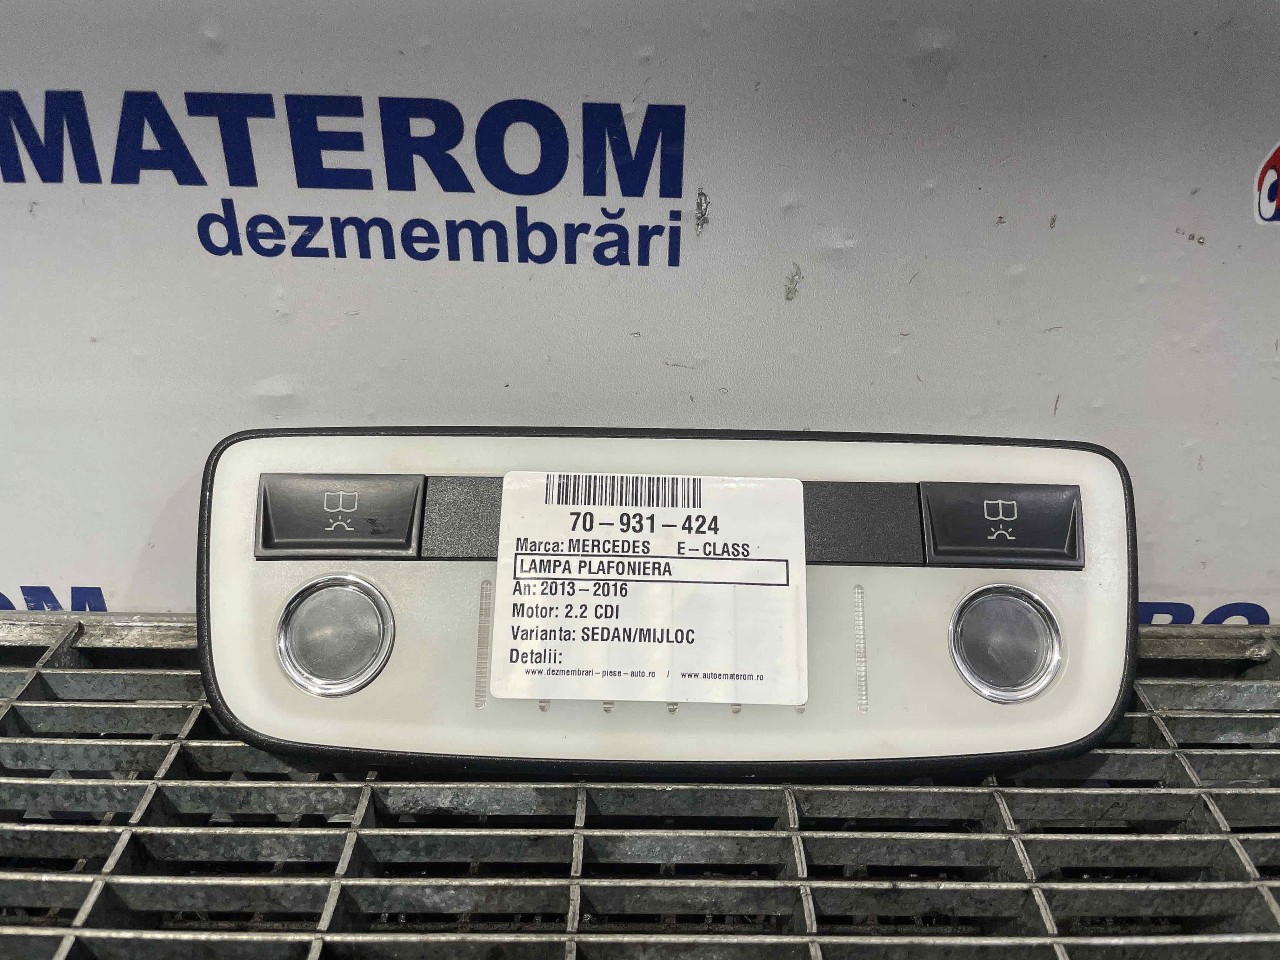 MATEROM
dezmembrări
70-931-424
Marca: MERCEDES E-CLASS
LAMPA PLAFONIERA
An: 2013-2016
Motor: 2.2 CDI
Varianta: SEDAN/MIJLOC
Detalii:
www.dezmembrari-piese-auto.ro / www.autoematerom.ro
ROM